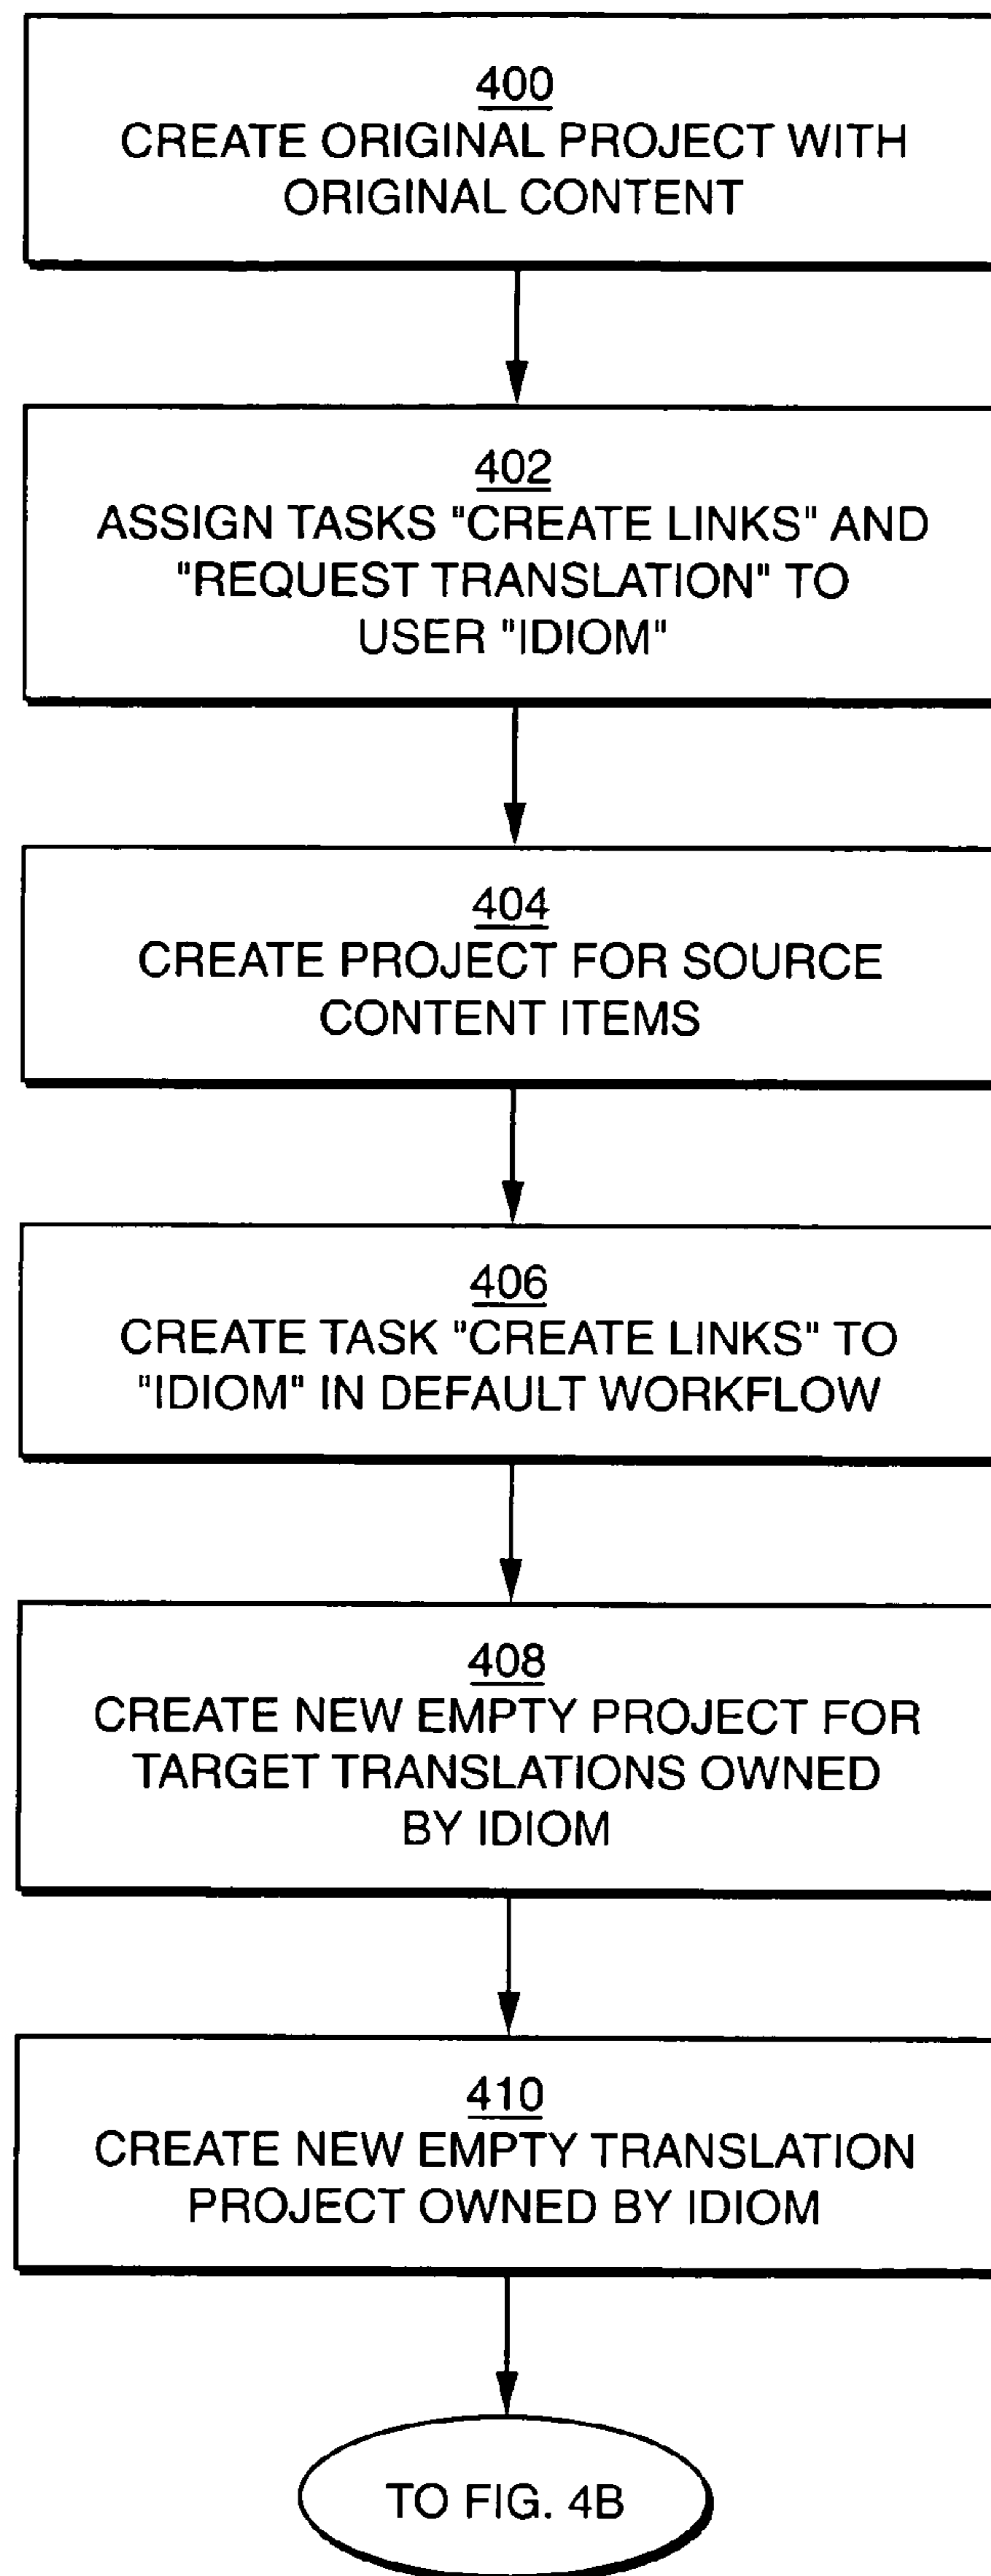 400
CREATE ORIGINAL PROJECT WITH
ORIGINAL CONTENT
402
ASSIGN TASKS "CREATE LINKS" AND
"REQUEST TRANSLATION" TO
USER "IDIOM"
404
CREATE PROJECT FOR SOURCE
CONTENT ITEMS
406
CREATE TASK "CREATE LINKS" TO
"IDIOM" IN DEFAULT WORKFLOW
408
CREATE NEW EMPTY PROJECT FOR
TARGET TRANSLATIONS OWNED
BY IDIOM
410
CREATE NEW EMPTY TRANSLATION
PROJECT OWNED BY IDIOM
TO FIG. 4B